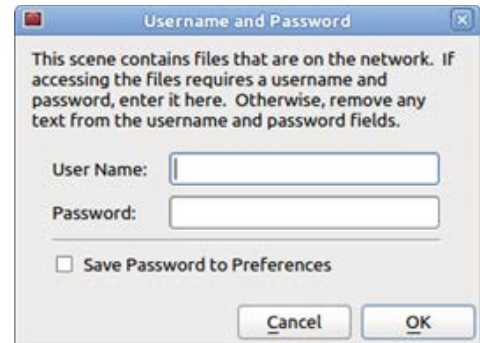 Username and Password
This scene contains files that are on the network. If
accessing the files requires a username and
password, enter it here. Otherwise, remove any
text from the username and password fields.
User Name:
Password:
Save Password to Preferences
Cancel
OK